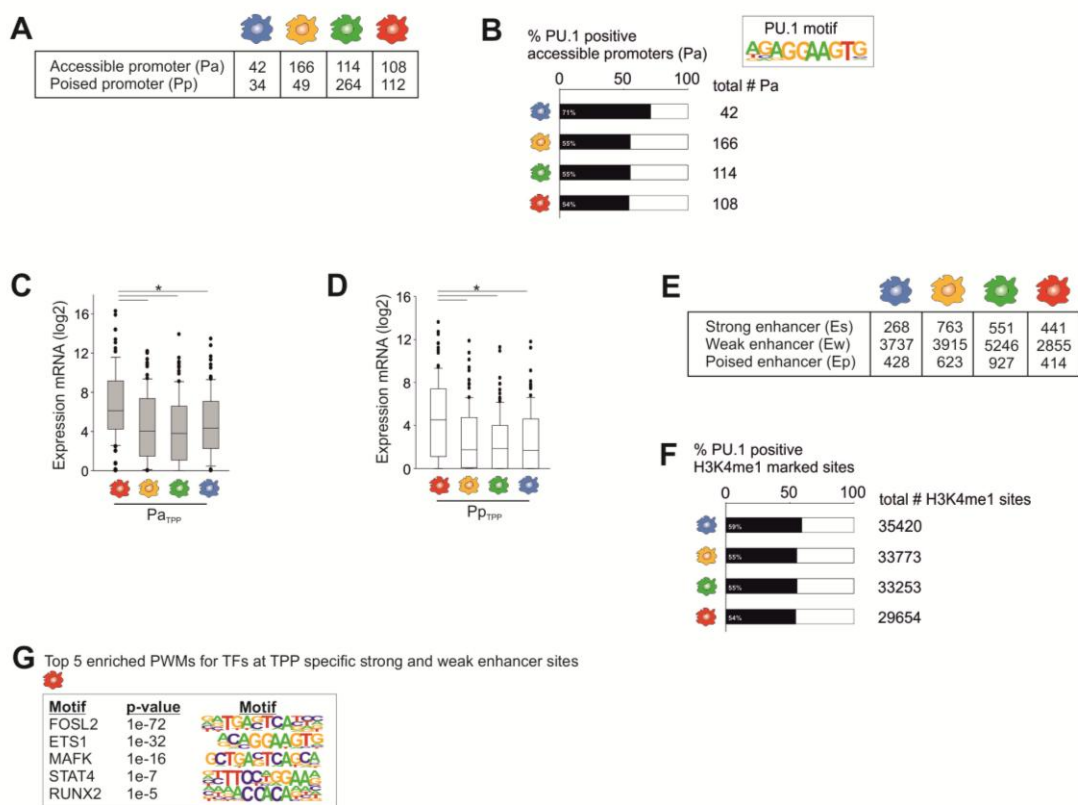 A
Accessible promoter (Pa) 42 166 114 108
Poised promoter (Pp) 34 49 264 112
B
% PU.1 positive
accessible promoters (Pa)
PU.1 motif
AGAGGAAGTG
0 50 100
total # Pa
71% 42
55% 166
55% 114
54% 108
C
Expression mRNA (log2)
*
16
12
8
4
0
PaTPP
D
Expression mRNA (log2)
*
16
12
8
4
0
PpTPP
E
Strong enhancer (Es) 268 763 551 441
Weak enhancer (Ew) 3737 3915 5246 2855
Poised enhancer (Ep) 428 623 927 414
F
% PU.1 positive
H3K4me1 marked sites
0 50 100
total # H3K4me1 sites
59% 35420
55% 33773
55% 33253
54% 29654
G Top 5 enriched PWMs for TFs at TPP specific strong and weak enhancer sites
Motif p-value Motif
FOSL2 1e-72
ETS1 1e-32 ACAGGAAGTG
MAFK 1e-16 GCTGAGTCAGCA
STAT4 1e-7
RUNX2 1e-5